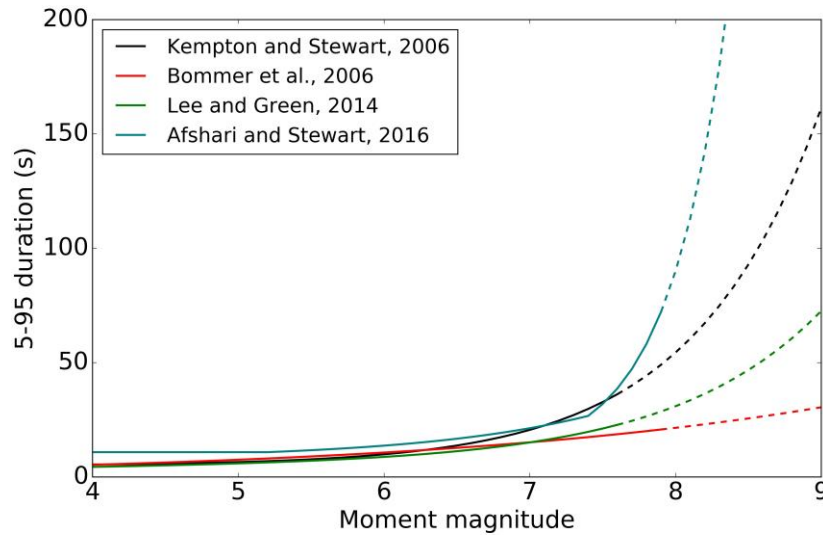 200
150
100
50
0
5-95 duration (s)
Kempton and Stewart, 2006
Bommer et al., 2006
Lee and Green, 2014
Afshari and Stewart, 2016
4 5 6 7 8 9
Moment magnitude